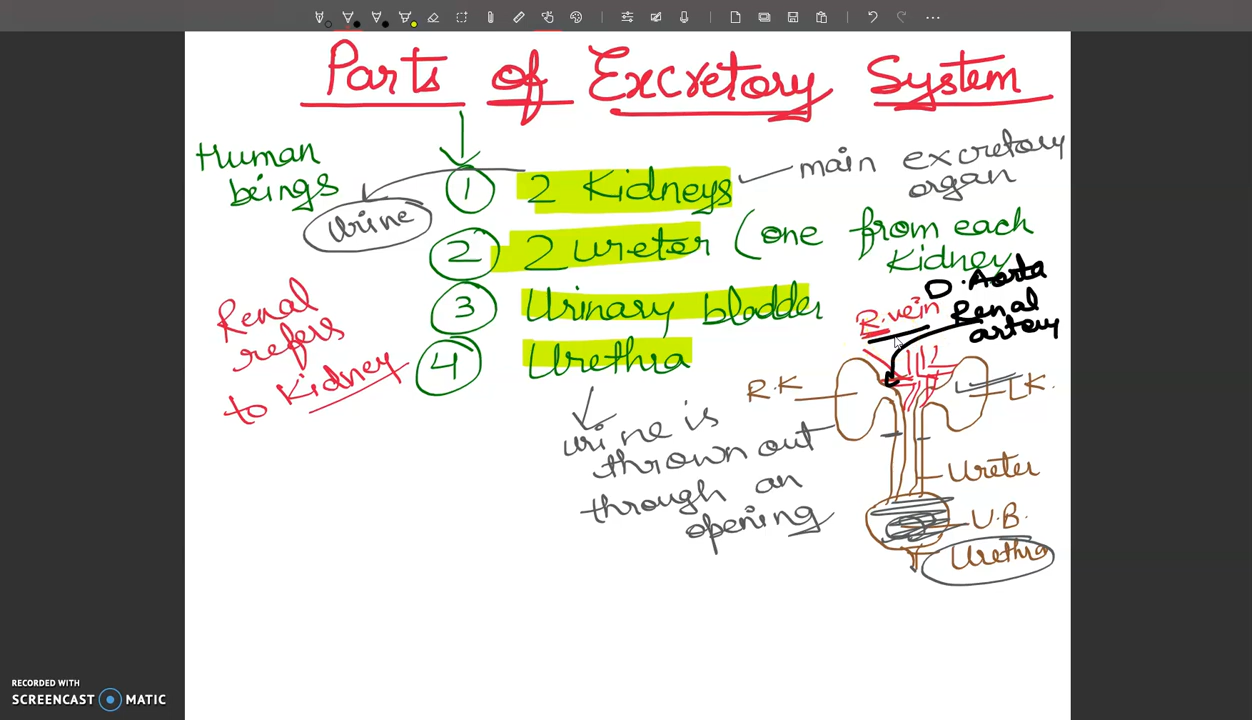 Parts of Excretory System
Human
beings
① 2 Kidneys
main excretory
organ
Urine
② 2 Ureter (one from each
Kidney
③ Urinary bladder
④ Urethra
Renal
refers
to Kidney
urine is
thrown out
through an
opening
D. Aorta
R. vein
Renal
artery
R.K
L.K.
Ureter
U.B.
Urethra
RECORDED WITH
SCREENCAST MATIC